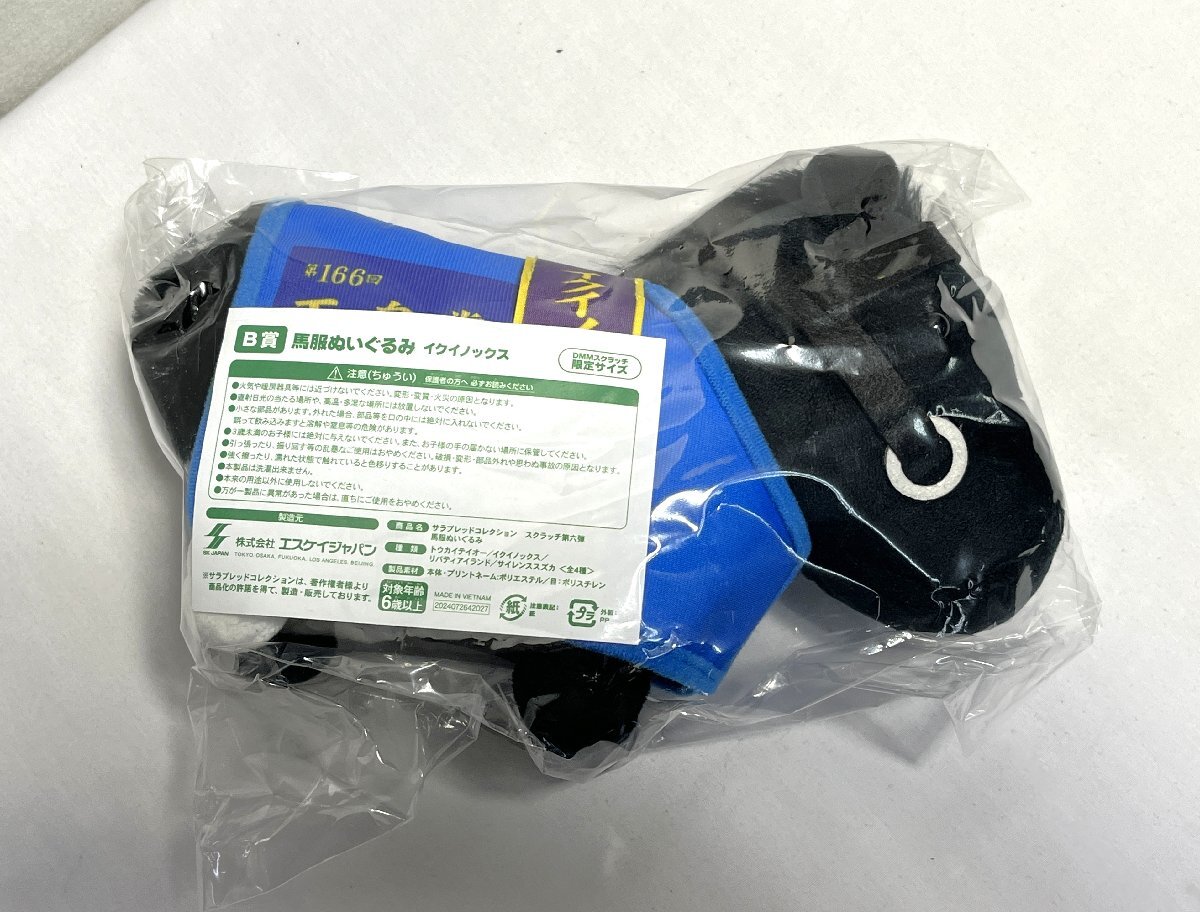 第166回
B賞 馬服ぬいぐるみ イクイノックス
DMMスクラッチ
限定サイズ
注意(ちゅうい) 保護者の方へ 必ずお読みください
●火気や暖房器具等には近づけないでください。変形・変質・火災の原因となります。
●直射日光の当たる場所や、高温・多湿な場所には放置しないでください。
●小さな部品があります。外れた場合、部品等を口の中には絶対に入れないでください。
誤って飲み込みますと溶解や窒息等の危険があります。
●3歳未満のお子様には絶対に与えないでください。また、お子様の手の届かない場所に保管してください。
●引っ張ったり、振り回す等の乱暴なご使用はおやめください。破損・変形・部品外れや思わぬ事故の原因となります。
●強く擦ったり、濡れた状態で触れていると色移りすることがあります。
●本製品は洗濯出来ません。
●本来の用途以外に使用しないでください。
●万が一製品に異常があった場合は、直ちにご使用をおやめください。
製造元
SK JAPAN
株式会社 エスケイジャパン
TOKYO, OSAKA, FUKUOKA, LOS ANGELES, BEIJING.
※サラブレッドコレクションは、著作権者様より
商品化の許諾を得て、製造・販売しております。
商品名 サラブレッドコレクション スクラッチ第六弾
馬服ぬいぐるみ
種類 トウカイテイオー/イクイノックス/
リバティアイランド/サイレンススズカ <全4種>
製品素材 本体・プリントネーム:ポリエステル/目:ポリスチレン
対象年齢
6歳以上
MADE IN VIETNAM
2024072642027
紙
注意表記:
紙
プラ
外袋:
PP